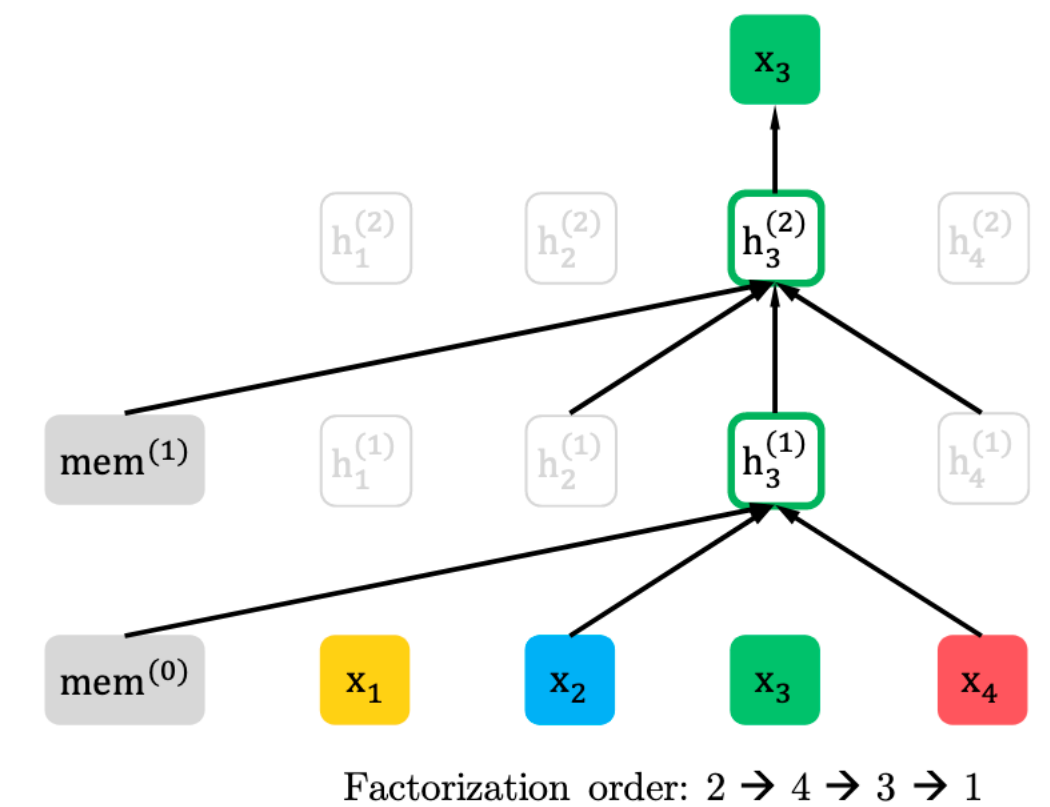 x₃
h₁⁽²⁾ h₂⁽²⁾ h₃⁽²⁾ h₄⁽²⁾
mem⁽¹⁾ h₁⁽¹⁾ h₂⁽¹⁾ h₃⁽¹⁾ h₄⁽¹⁾
mem⁽⁰⁾ x₁ x₂ x₃ x₄
Factorization order: 2 → 4 → 3 → 1